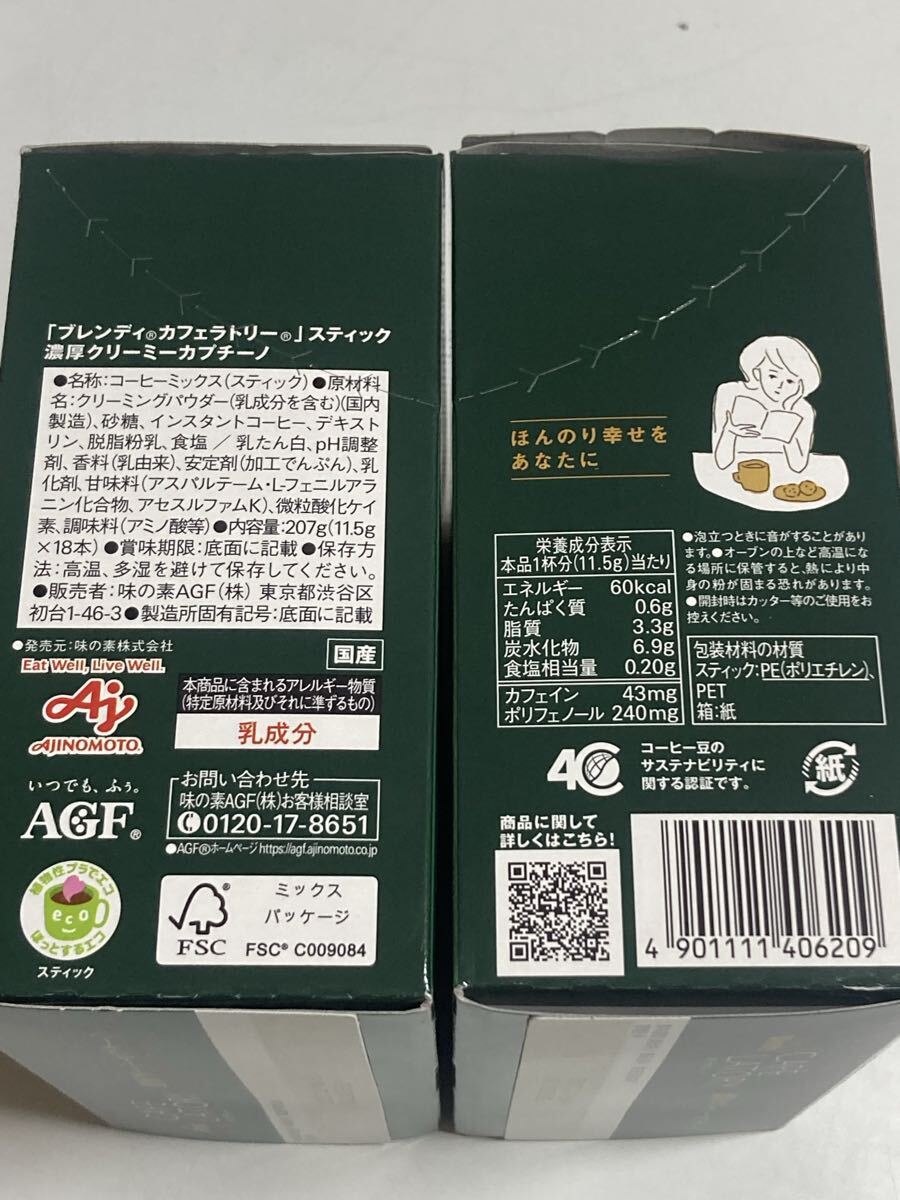 「ブレンディ®カフェラトリー®」スティック
濃厚クリーミーカプチーノ
●名称:コーヒーミックス(スティック)●原材料
名:クリーミングパウダー(乳成分を含む)(国内
製造)、砂糖、インスタントコーヒー、デキスト
リン、脱脂粉乳、食塩 / 乳たん白、pH調整
剤、香料(乳由来)、安定剤(加工でんぷん)、乳
化剤、甘味料(アスパルテーム・L-フェニルアラ
ニン化合物、アセスルファムK)、微粒酸化ケイ
素、調味料(アミノ酸等)●内容量:207g(11.5g
×18本)●賞味期限:底面に記載●保存方
法:高温、多湿を避けて保存してください。
●販売者:味の素AGF(株) 東京都渋谷区
初台1-46-3●製造所固有記号:底面に記載
●発売元:味の素株式会社
国産
Eat Well, Live Well.
Aj
AJINOMOTO®
本商品に含まれるアレルギー物質
(特定原材料及びそれに準ずるもの)
乳成分
いつでも、ふぅ。
AGF®
お問い合わせ先
味の素AGF(株)お客様相談室
0120-17-8651
●AGF®ホームページhttps://agf.ajinomoto.co.jp
植物性プラでエコ
eco
ほっとするエコ
スティック
FSC
ミックス
パッケージ
FSC® C009084
ほんのり幸せを
あなたに
栄養成分表示
本品1杯分(11.5g)当たり
エネルギー 60kcal
たんぱく質 0.6g
脂質 3.3g
炭水化物 6.9g
食塩相当量 0.20g
カフェイン 43mg
ポリフェノール 240mg
●泡立つときに音がすることがあり
ます。●オーブンの上など高温にな
る場所に保管すると、熱により中
身の粉が固まる恐れがあります。
●開封時はカッター等のご使用をお
控えください。
包装材料の材質
スティック:PE(ポリエチレン)、
PET
箱:紙
4C
コーヒー豆の
サステナビリティに
関する認証です。
紙
商品に関して
詳しくはこちら!
4 901111 406209